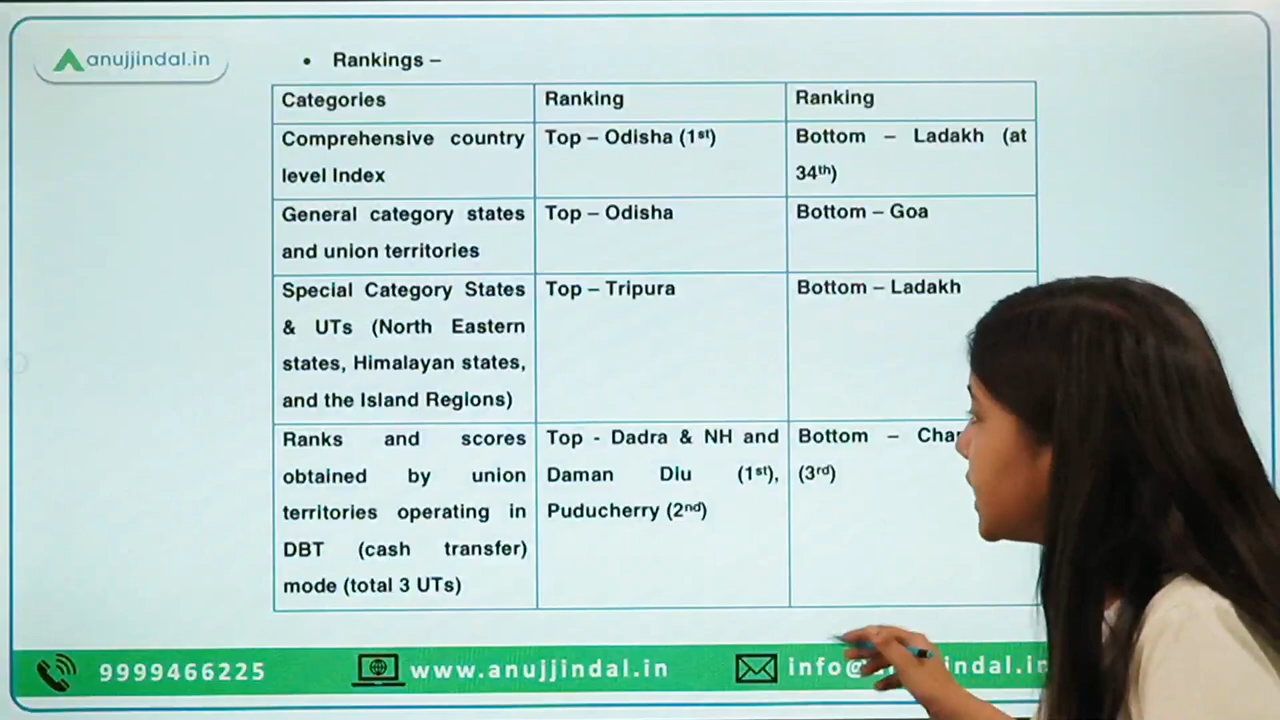 anujjindal.in
• Rankings –
Categories
Ranking
Ranking
Comprehensive country
level Index
Top – Odisha (1st)
Bottom – Ladakh (at
34th)
General category states
and union territories
Top – Odisha
Bottom – Goa
Special Category States
& UTs (North Eastern
states, Himalayan states,
and the Island Regions)
Top – Tripura
Bottom – Ladakh
Ranks and scores
obtained by union
territories operating in
DBT (cash transfer)
mode (total 3 UTs)
Top - Dadra & NH and
Daman Diu (1st),
Puducherry (2nd)
Bottom –
(3rd)
9999466225
www.anujjindal.in